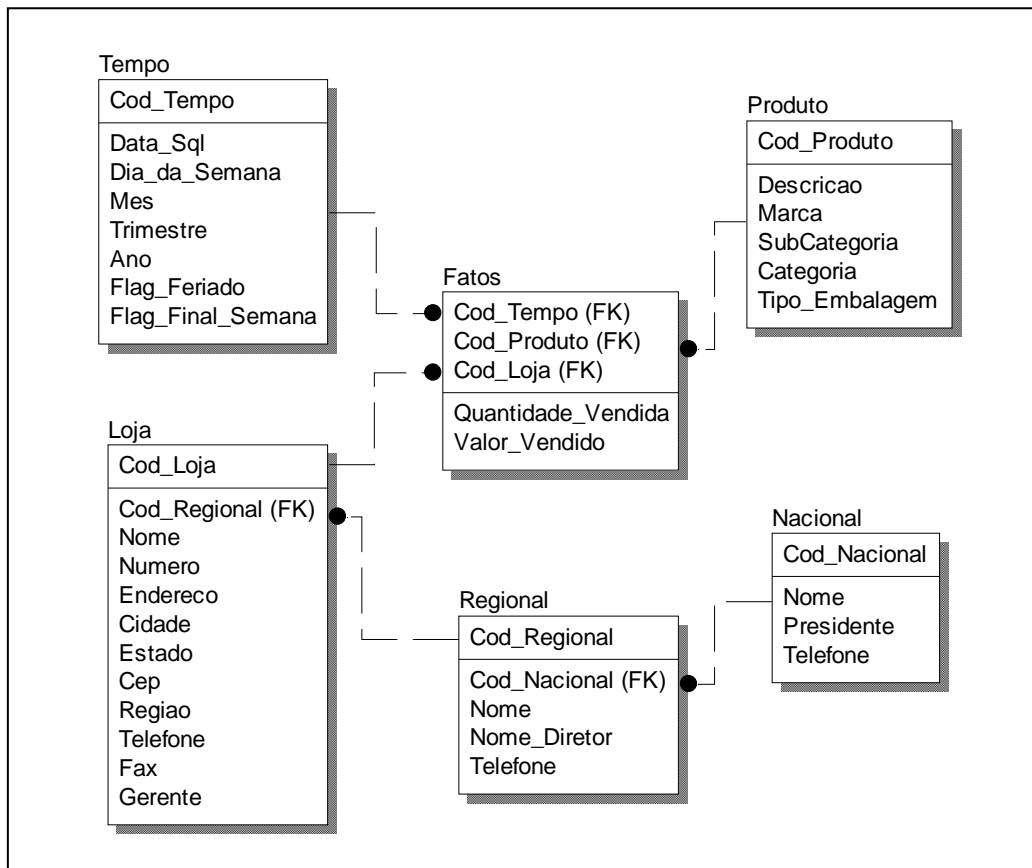 Tempo
Cod_Tempo
Data_Sql
Dia_da_Semana
Mes
Trimestre
Ano
Flag_Feriado
Flag_Final_Semana
Produto
Cod_Produto
Descricao
Marca
SubCategoria
Categoria
Tipo_Embalagem
Fatos
Cod_Tempo (FK)
Cod_Produto (FK)
Cod_Loja (FK)
Quantidade_Vendida
Valor_Vendido
Loja
Cod_Loja
Cod_Regional (FK)
Nome
Numero
Endereco
Cidade
Estado
Cep
Regiao
Telefone
Fax
Gerente
Regional
Cod_Regional
Cod_Nacional (FK)
Nome
Nome_Diretor
Telefone
Nacional
Cod_Nacional
Nome
Presidente
Telefone